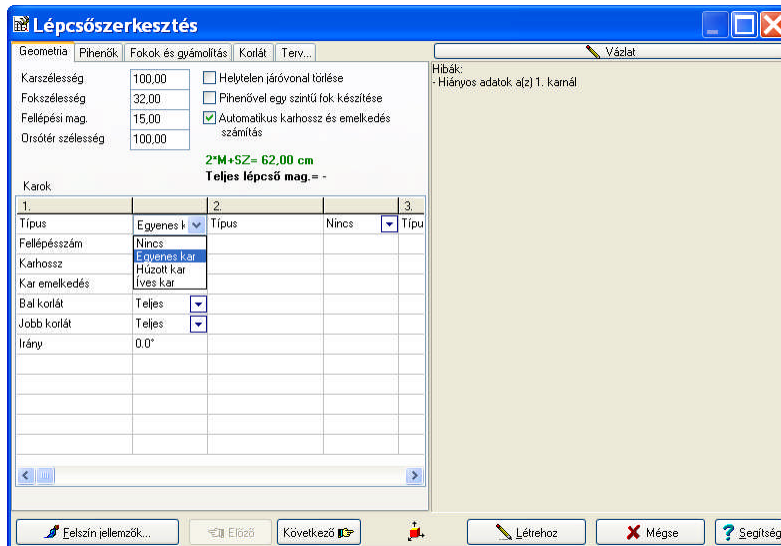 Lépcsőszerkesztés
Geometria Pihenők Fokok és gyámolítás Korlát Terv...
Vázlat
Karszélesség 100,00
Helytelen járóvonal törlése
Fokszélesség 32,00
Pihenővel egy szintű fok készítése
Fellépési mag. 15,00
Automatikus karhossz és emelkedés
számítás
Orsótér szélesség 100,00
2*M+SZ= 62,00 cm
Teljes lépcső mag.= -
Hibák:
- Hiányos adatok a(z) 1. karnál
Karok
1. 2. 3.
Típus Egyenes k Típus Nincs Típu
Fellépésszám
Nincs
Egyenes kar
Húzott kar
Íves kar
Karhossz
Kar emelkedés
Bal korlát Teljes
Jobb korlát Teljes
Irány 0.0°
Felszín jellemzők...
Előző
Következő
Létrehoz
Mégse
Segítség